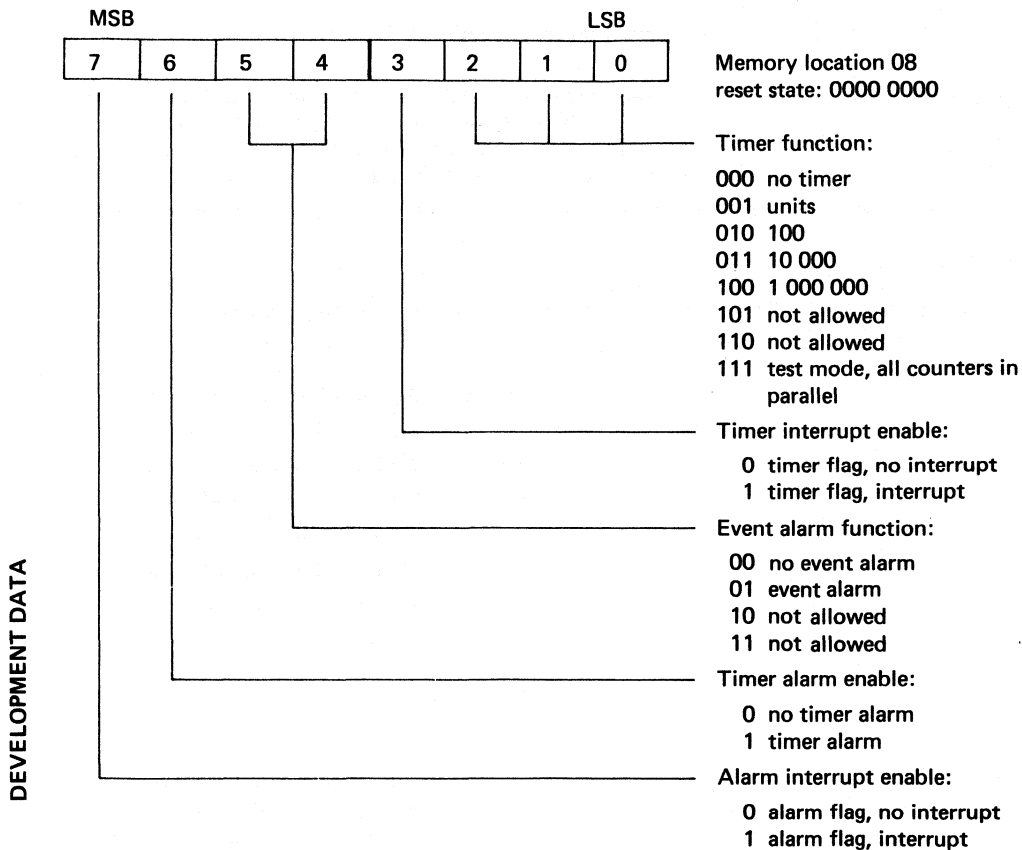 MSB LSB
7 6 5 4 3 2 1 0
Memory location 08
reset state: 0000 0000
Timer function:
000 no timer
001 units
010 100
011 10 000
100 1 000 000
101 not allowed
110 not allowed
111 test mode, all counters in
parallel
Timer interrupt enable:
0 timer flag, no interrupt
1 timer flag, interrupt
Event alarm function:
00 no event alarm
01 event alarm
10 not allowed
11 not allowed
Timer alarm enable:
0 no timer alarm
1 timer alarm
Alarm interrupt enable:
0 alarm flag, no interrupt
1 alarm flag, interrupt
DEVELOPMENT DATA